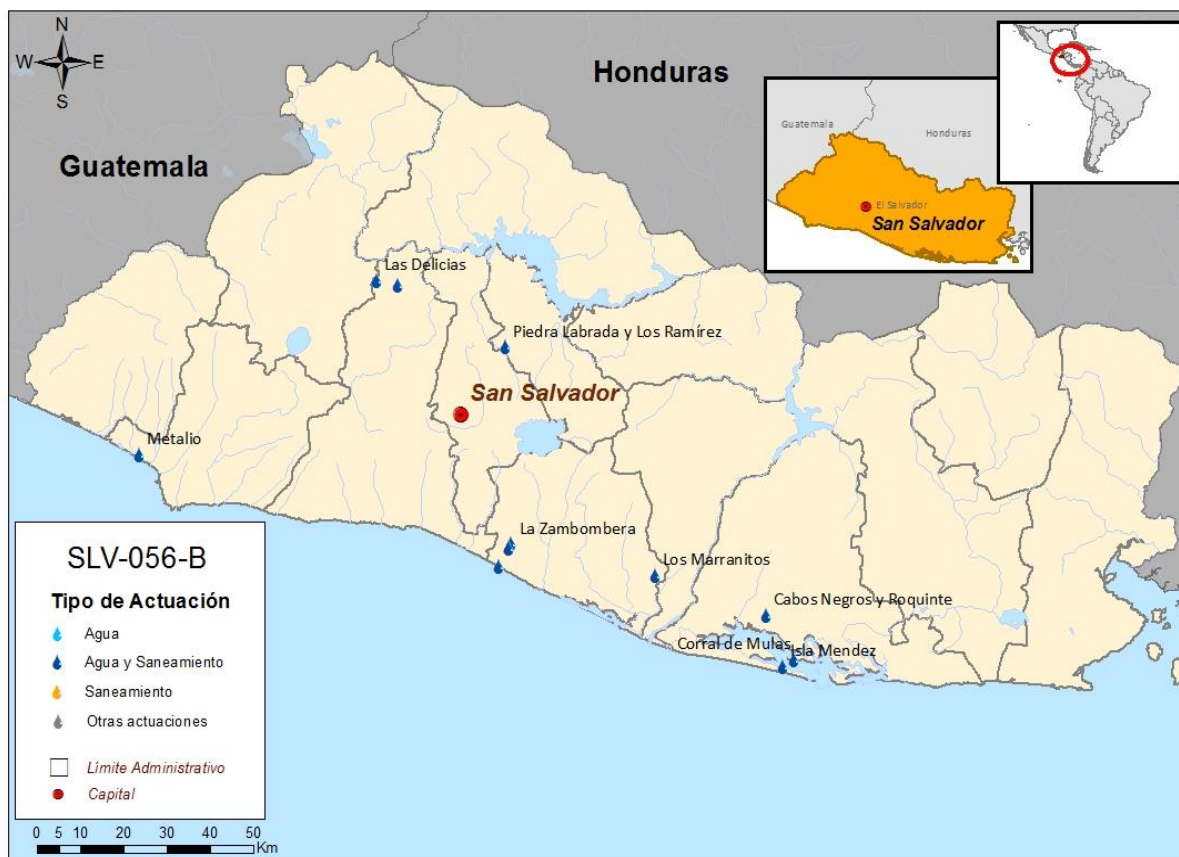 N
W E
S
Honduras
Guatemala
Guatemala
Honduras
El Salvador
San Salvador
Las Delicias
Piedra Labrada y Los Ramírez
San Salvador
Metalio
La Zambombera
Los Marranitos
Cabos Negros y Roquinte
Corral de Mulas
Isla Mendez
SLV-056-B
Tipo de Actuación
Agua
Agua y Saneamiento
Saneamiento
Otras actuaciones
Límite Administrativo
Capital
0 5 10 20 30 40 50
Km